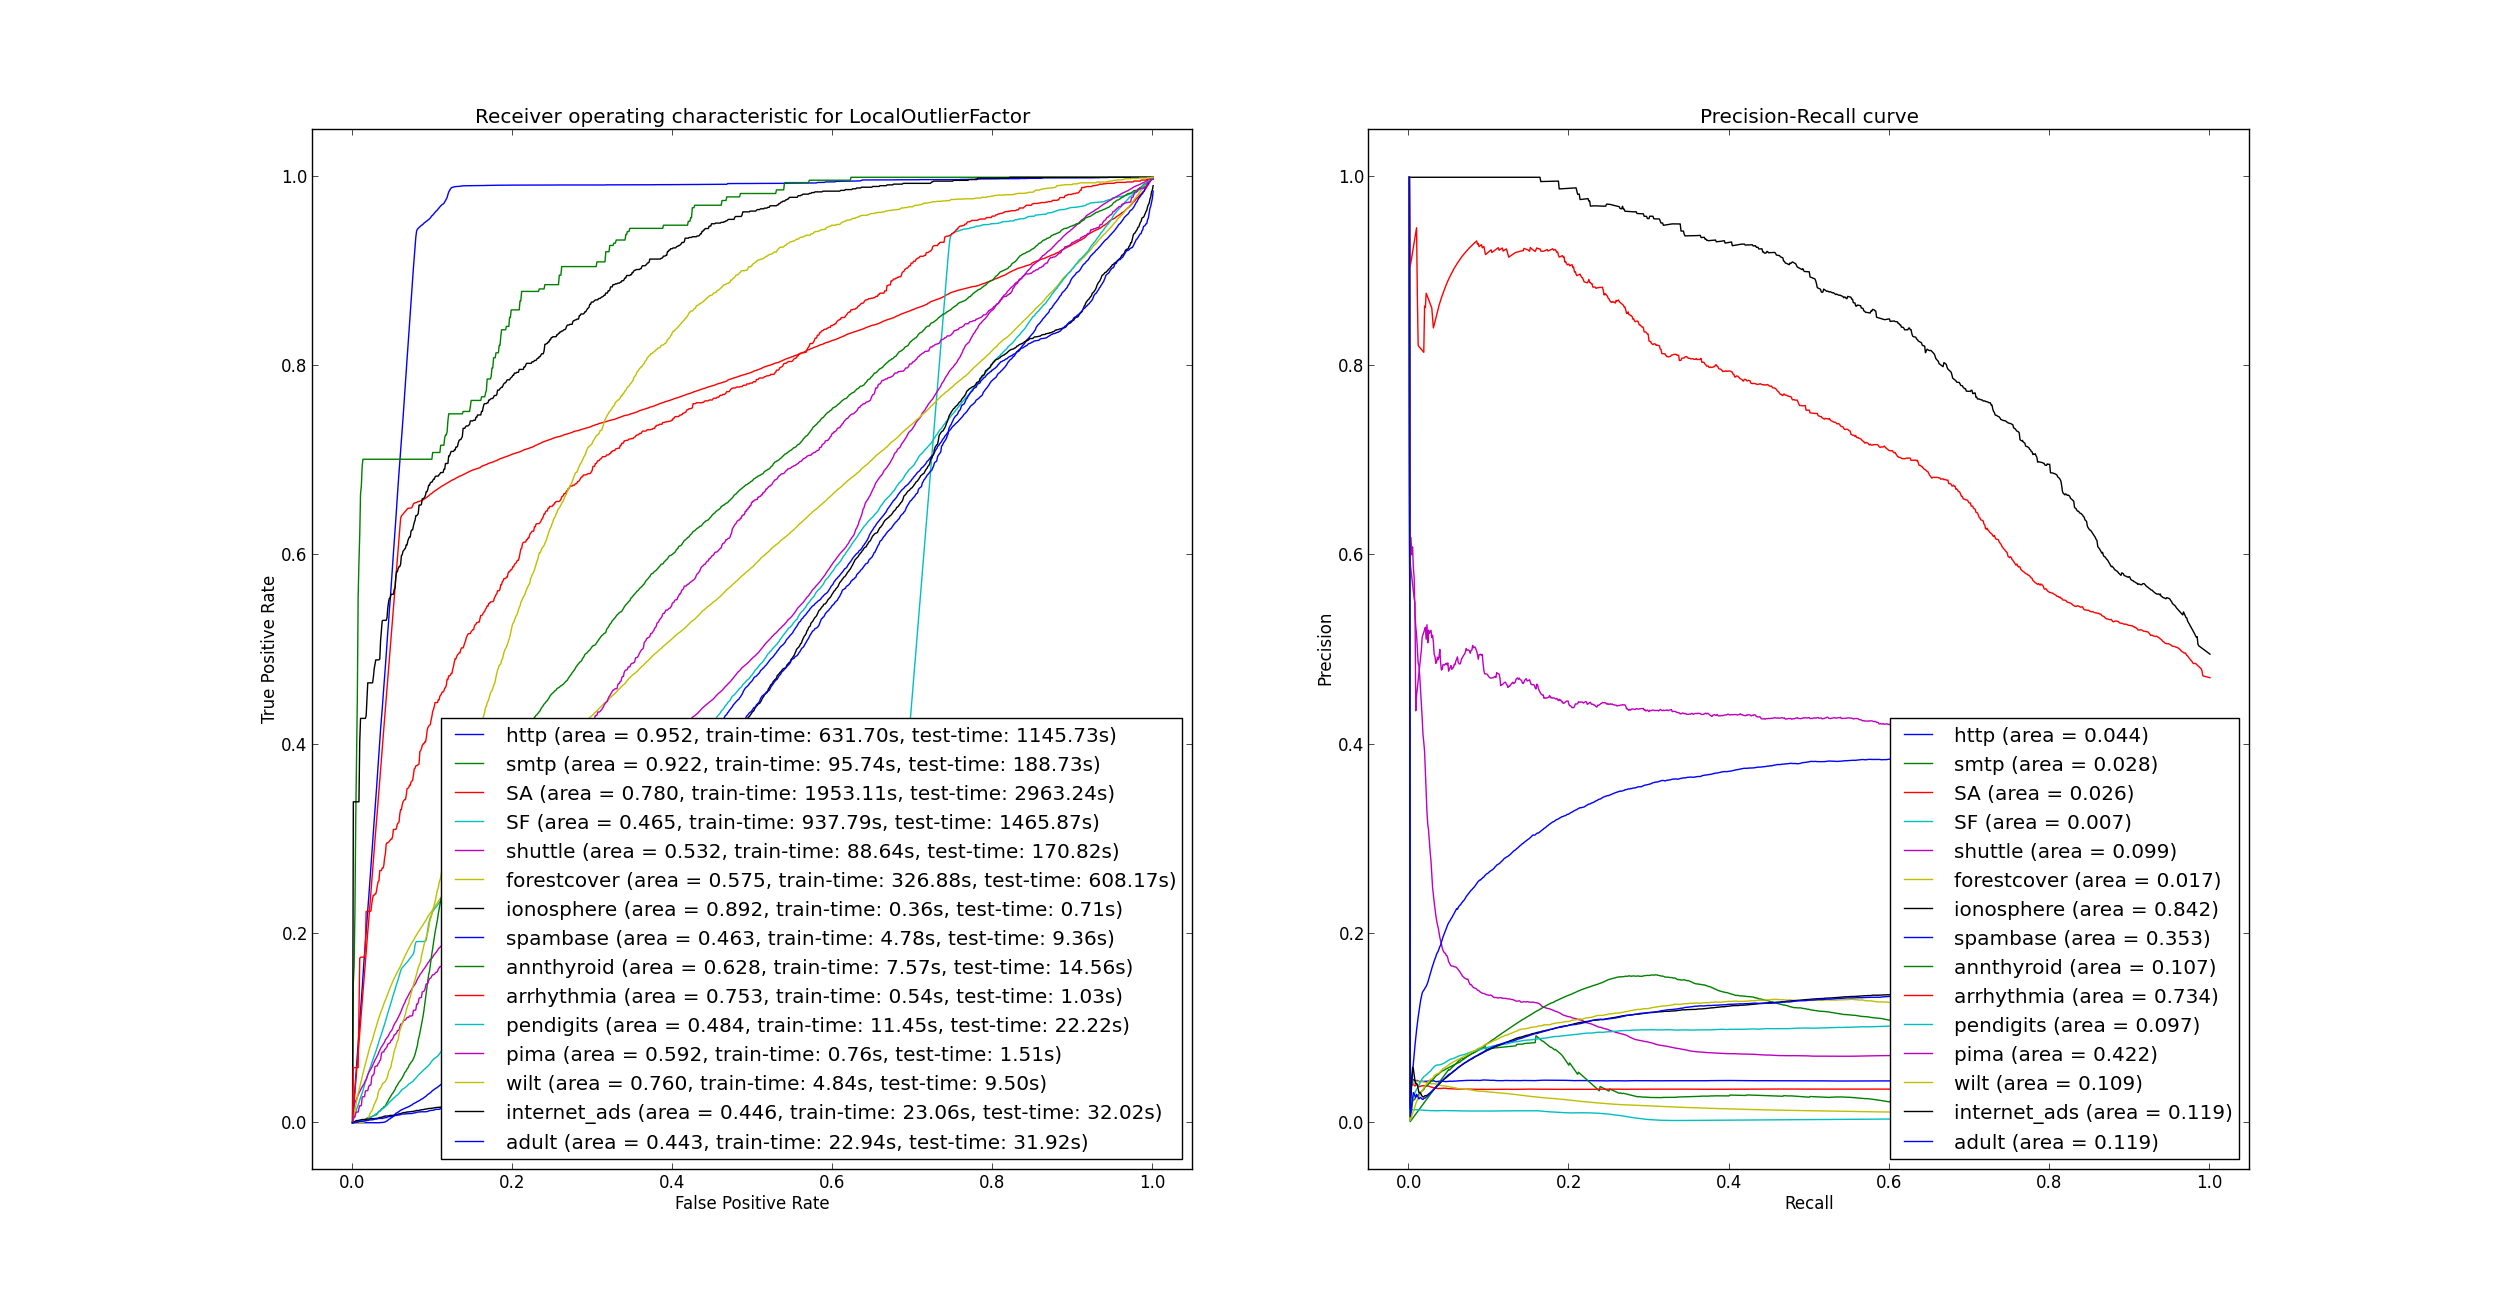 Receiver operating characteristic for LocalOutlierFactor
True Positive Rate
1.0
0.8
0.6
0.4
0.2
0.0
http (area = 0.952, train-time: 631.70s, test-time: 1145.73s)
smtp (area = 0.922, train-time: 95.74s, test-time: 188.73s)
SA (area = 0.780, train-time: 1953.11s, test-time: 2963.24s)
SF (area = 0.465, train-time: 937.79s, test-time: 1465.87s)
shuttle (area = 0.532, train-time: 88.64s, test-time: 170.82s)
forestcover (area = 0.575, train-time: 326.88s, test-time: 608.17s)
ionosphere (area = 0.892, train-time: 0.36s, test-time: 0.71s)
spambase (area = 0.463, train-time: 4.78s, test-time: 9.36s)
annthyroid (area = 0.628, train-time: 7.57s, test-time: 14.56s)
arrhythmia (area = 0.753, train-time: 0.54s, test-time: 1.03s)
pendigits (area = 0.484, train-time: 11.45s, test-time: 22.22s)
pima (area = 0.592, train-time: 0.76s, test-time: 1.51s)
wilt (area = 0.760, train-time: 4.84s, test-time: 9.50s)
internet_ads (area = 0.446, train-time: 23.06s, test-time: 32.02s)
adult (area = 0.443, train-time: 22.94s, test-time: 31.92s)
0.0 0.2 0.4 0.6 0.8 1.0
False Positive Rate
Precision-Recall curve
Precision
1.0
0.8
0.6
0.4
0.2
0.0
http (area = 0.044)
smtp (area = 0.028)
SA (area = 0.026)
SF (area = 0.007)
shuttle (area = 0.099)
forestcover (area = 0.017)
ionosphere (area = 0.842)
spambase (area = 0.353)
annthyroid (area = 0.107)
arrhythmia (area = 0.734)
pendigits (area = 0.097)
pima (area = 0.422)
wilt (area = 0.109)
internet_ads (area = 0.119)
adult (area = 0.119)
0.0 0.2 0.4 0.6 0.8 1.0
Recall